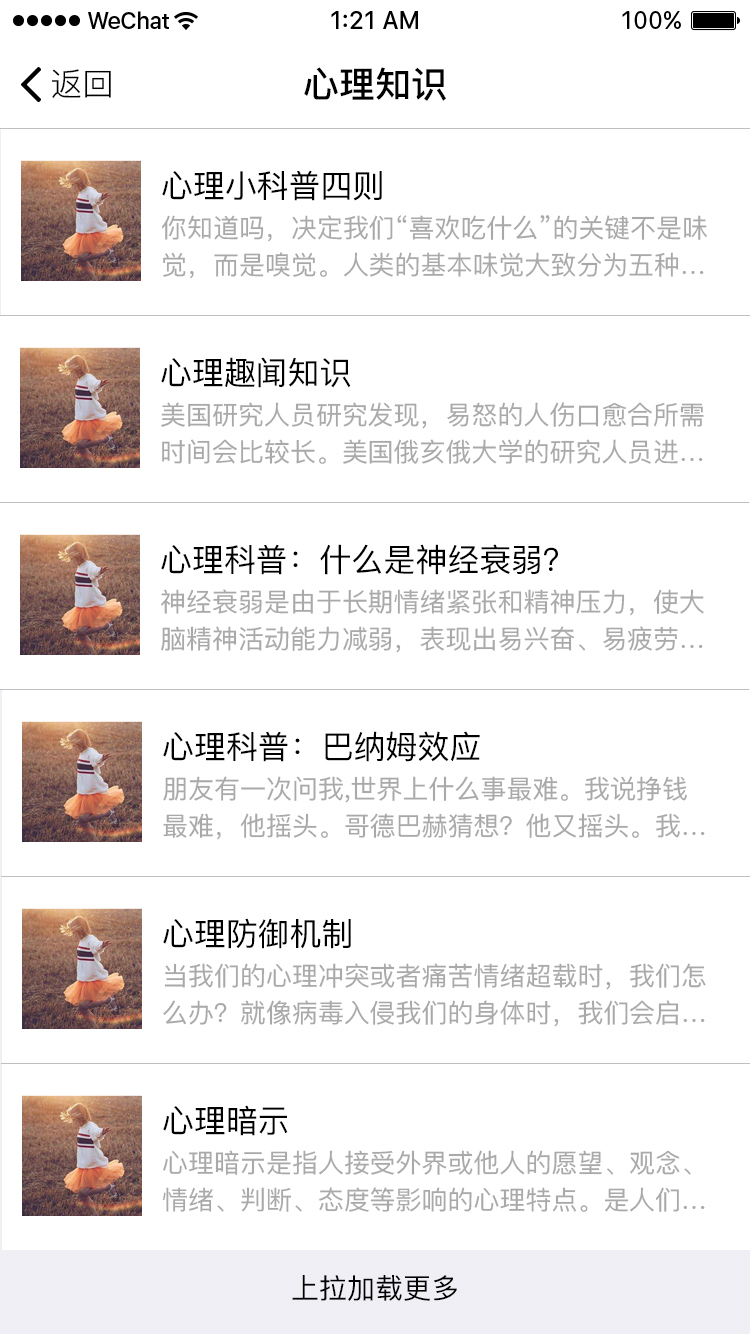 WeChat 1:21 AM 100%
返回 心理知识
心理小科普四则
你知道吗，决定我们“喜欢吃什么”的关键不是味
觉，而是嗅觉。人类的基本味觉大致分为五种...
心理趣闻知识
美国研究人员研究发现，易怒的人伤口愈合所需
时间会比较长。美国俄亥俄大学的研究人员进...
心理科普：什么是神经衰弱？
神经衰弱是由于长期情绪紧张和精神压力，使大
脑精神活动能力减弱，表现出易兴奋、易疲劳...
心理科普：巴纳姆效应
朋友有一次问我,世界上什么事最难。我说挣钱
最难，他摇头。哥德巴赫猜想？他又摇头。我...
心理防御机制
当我们的心理冲突或者痛苦情绪超载时，我们怎
么办？就像病毒入侵我们的身体时，我们会启...
心理暗示
心理暗示是指人接受外界或他人的愿望、观念、
情绪、判断、态度等影响的心理特点。是人们...
上拉加载更多